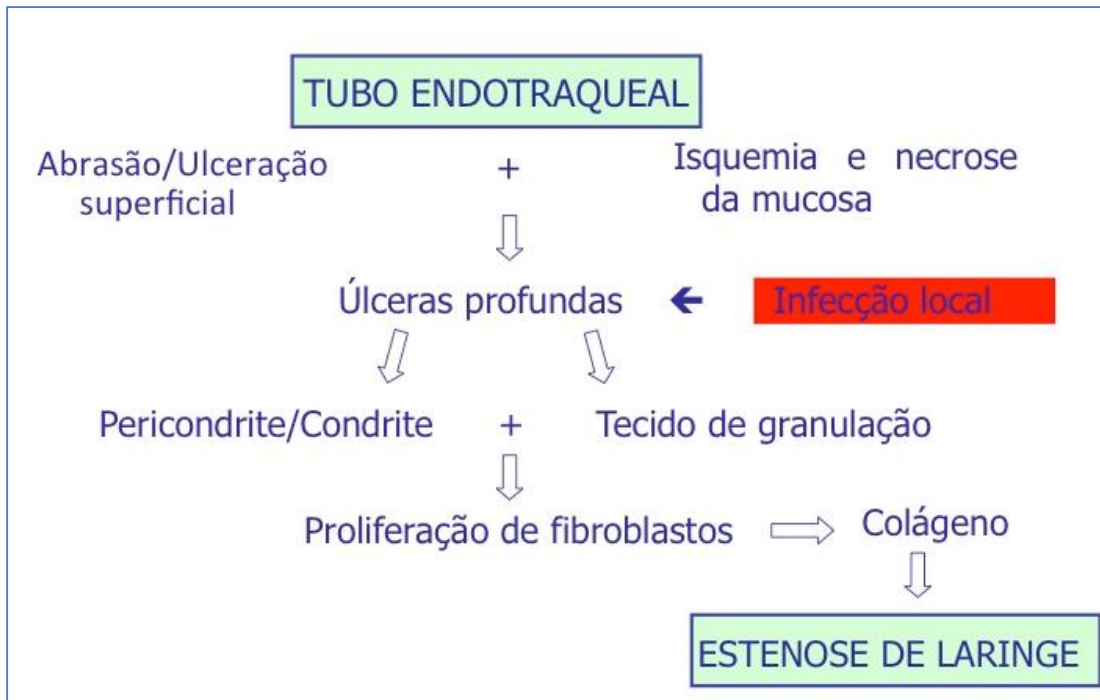 TUBO ENDOTRAQUEAL
Abrasão/Ulceração
superficial
+
Isquemia e necrose
da mucosa
Úlceras profundas
Infecção local
Pericondrite/Condrite
+
Tecido de granulação
Proliferação de fibroblastos
Colágeno
ESTENOSE DE LARINGE